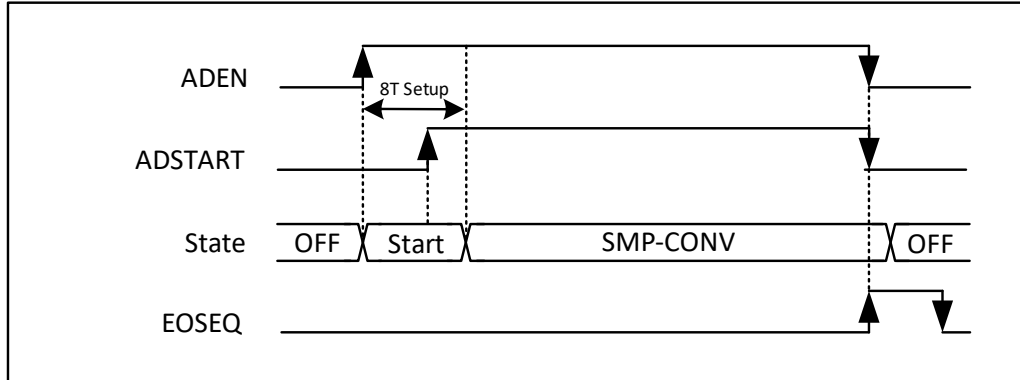 ADEN
8T Setup
ADSTART
State OFF Start SMP-CONV OFF
EOSEQ